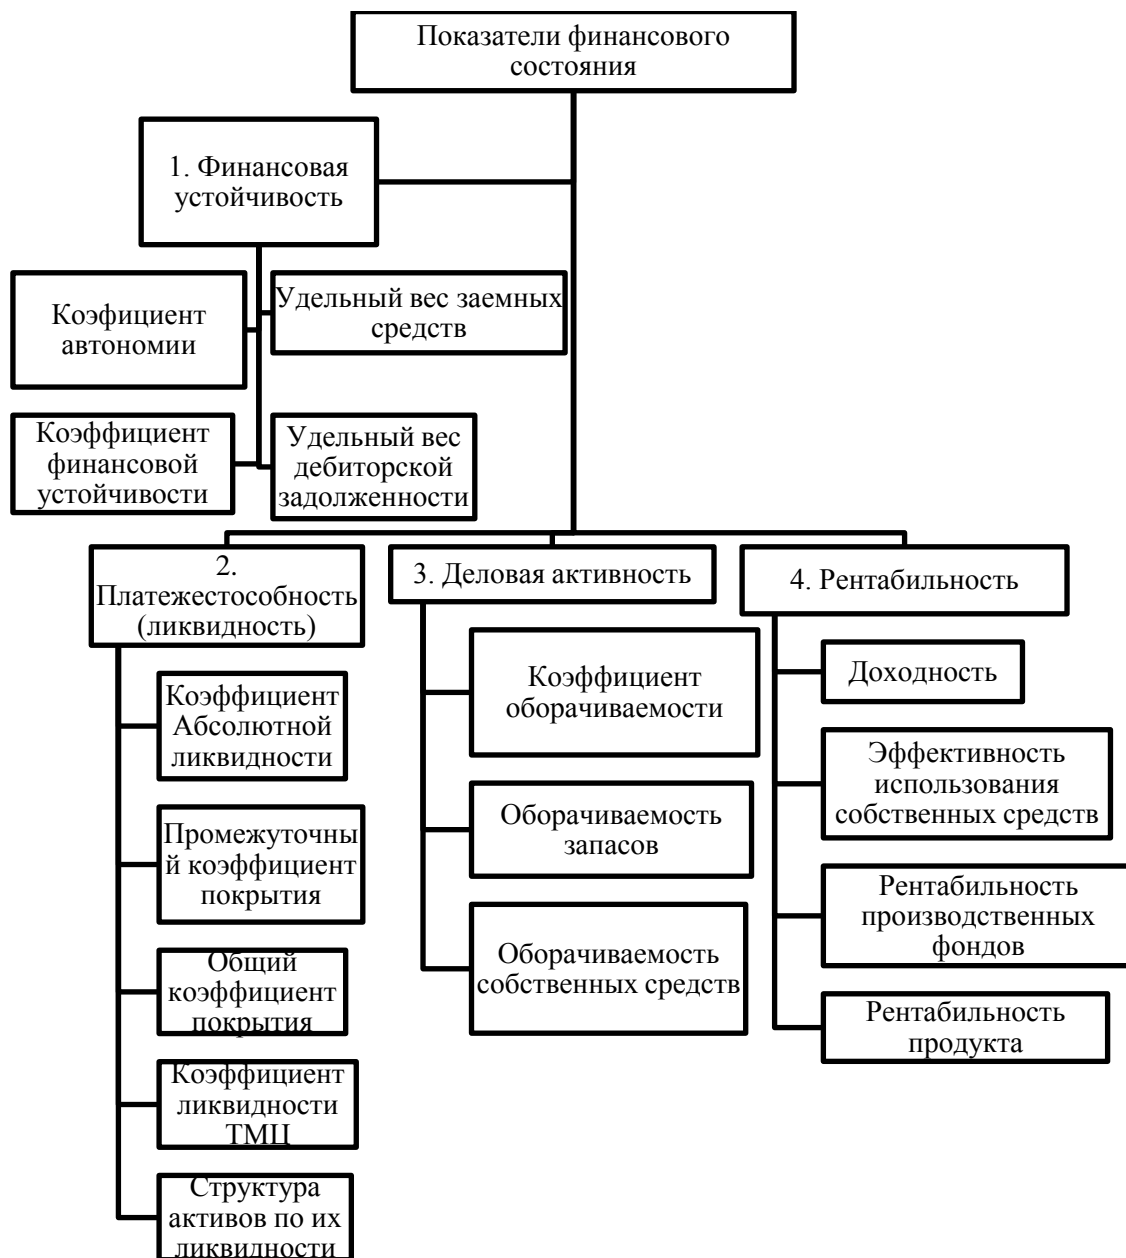 Показатели финансового
состояния
1. Финансовая
устойчивость
Коэфициент
автономии
Удельный вес заемных
средств
Коэффициент
финансовой
устойчивости
Удельный вес
дебиторской
задолженности
2.
Платежестособность
(ликвидность)
Коэффициент
Абсолютной
ликвидности
Промежуточны
й коэффициент
покрытия
Общий
коэффициент
покрытия
Коэффициент
ликвидности
ТМЦ
Структура
активов по их
ликвидности
3. Деловая активность
Коэффициент
оборачиваемости
Оборачиваемость
запасов
Оборачиваемость
собственных средств
4. Рентабильность
Доходность
Эффективность
использования
собственных средств
Рентабильность
производственных
фондов
Рентабильность
продукта